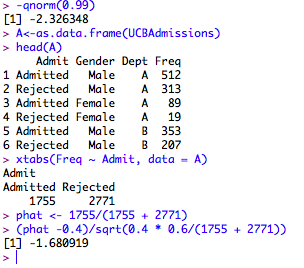 > -qnorm(0.99)
[1] -2.326348
> A<-as.data.frame(UCBAdmissions)
> head(A)
     Admit Gender Dept Freq
1 Admitted   Male    A  512
2 Rejected   Male    A  313
3 Admitted Female    A   89
4 Rejected Female    A   19
5 Admitted   Male    B  353
6 Rejected   Male    B  207
> xtabs(Freq ~ Admit, data = A)
Admit
Admitted Rejected
    1755     2771
> phat <- 1755/(1755 + 2771)
> (phat -0.4)/sqrt(0.4 * 0.6/(1755 + 2771))
[1] -1.680919
>